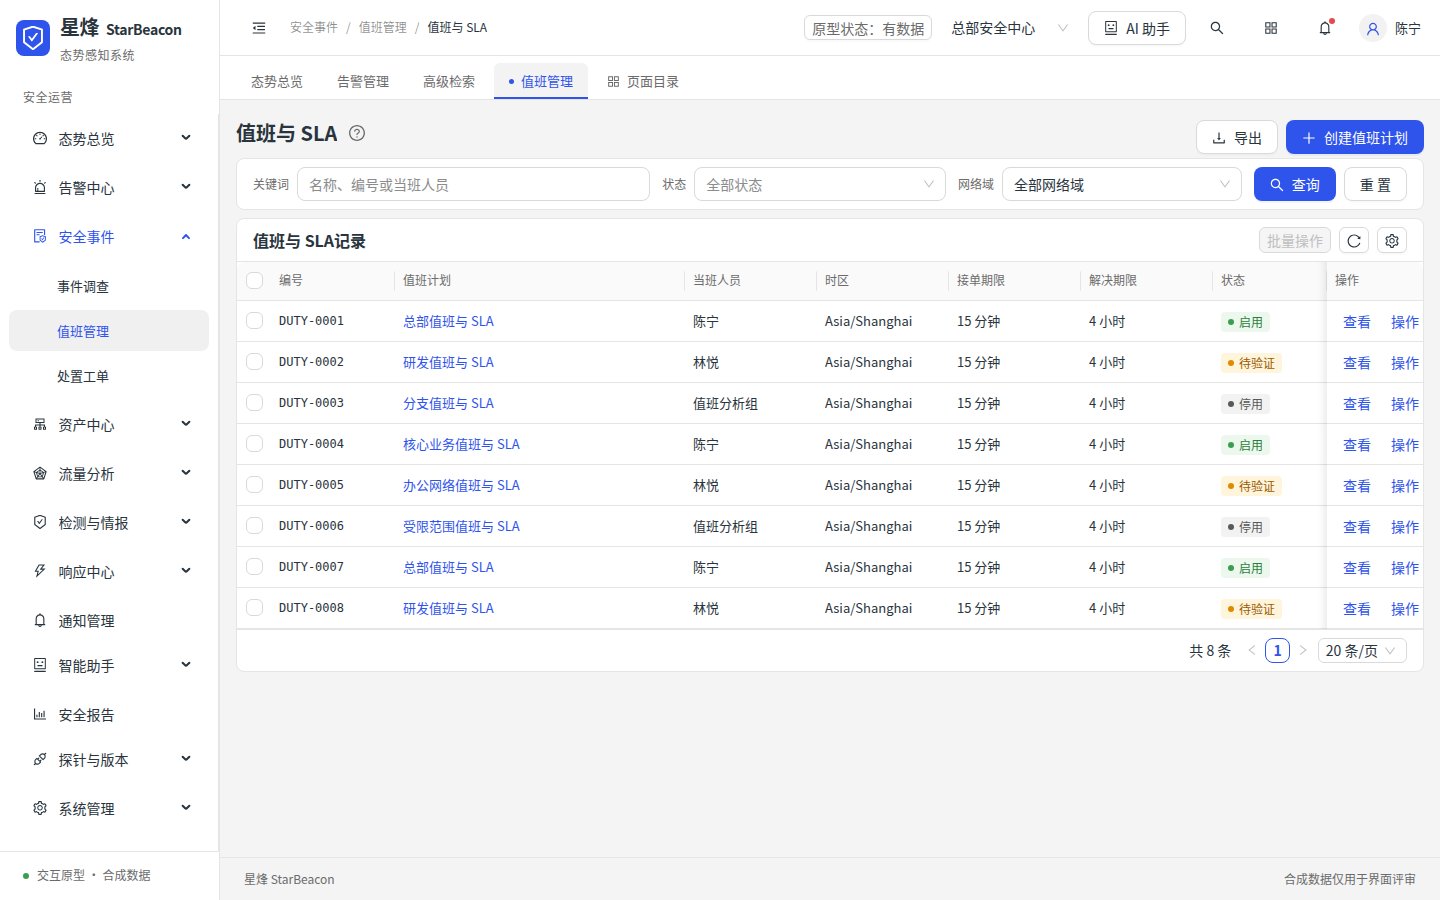 星烽 StarBeacon
态势感知系统
安全运营
态势总览
告警中心
安全事件
事件调查
值班管理
处置工单
资产中心
流量分析
检测与情报
响应中心
通知管理
智能助手
安全报告
探针与版本
系统管理
交互原型 · 合成数据
安全事件 / 值班管理 / 值班与 SLA
原型状态：有数据
总部安全中心
AI 助手
陈宁
态势总览 告警管理 高级检索 值班管理 页面目录
值班与 SLA
导出
创建值班计划
关键词 名称、编号或当班人员 状态 全部状态 网络域 全部网络域 查询 重 置
值班与 SLA记录
批量操作
编号 值班计划 当班人员 时区 接单期限 解决期限 状态 操作
DUTY-0001 总部值班与 SLA 陈宁 Asia/Shanghai 15 分钟 4 小时 启用 查看 操作
DUTY-0002 研发值班与 SLA 林悦 Asia/Shanghai 15 分钟 4 小时 待验证 查看 操作
DUTY-0003 分支值班与 SLA 值班分析组 Asia/Shanghai 15 分钟 4 小时 停用 查看 操作
DUTY-0004 核心业务值班与 SLA 陈宁 Asia/Shanghai 15 分钟 4 小时 启用 查看 操作
DUTY-0005 办公网络值班与 SLA 林悦 Asia/Shanghai 15 分钟 4 小时 待验证 查看 操作
DUTY-0006 受限范围值班与 SLA 值班分析组 Asia/Shanghai 15 分钟 4 小时 停用 查看 操作
DUTY-0007 总部值班与 SLA 陈宁 Asia/Shanghai 15 分钟 4 小时 启用 查看 操作
DUTY-0008 研发值班与 SLA 林悦 Asia/Shanghai 15 分钟 4 小时 待验证 查看 操作
共 8 条 1 20 条/页
星烽 StarBeacon
合成数据仅用于界面评审